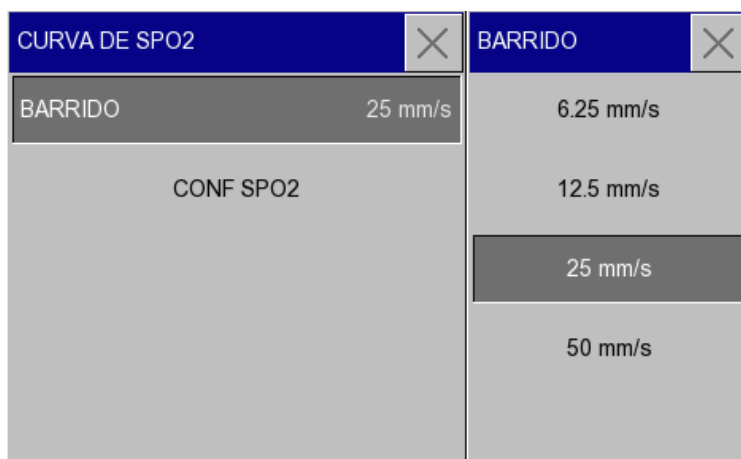 CURVA DE SPO2
BARRIDO 25 mm/s
CONF SPO2
BARRIDO
6.25 mm/s
12.5 mm/s
25 mm/s
50 mm/s